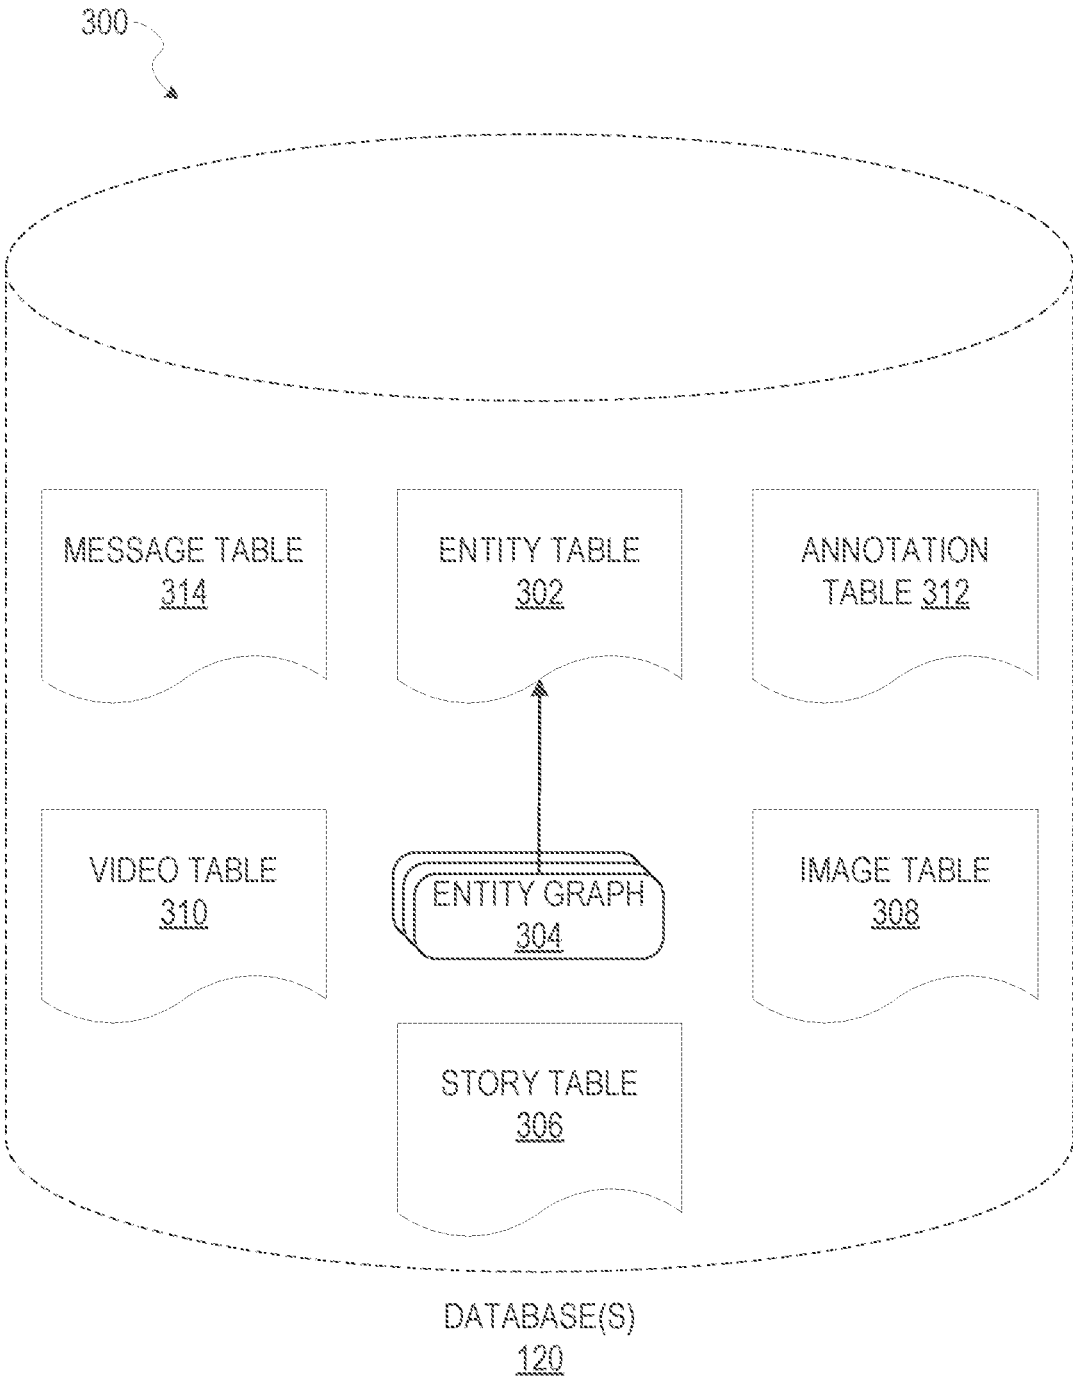 300
MESSAGE TABLE
314
ENTITY TABLE
302
ANNOTATION
TABLE 312
VIDEO TABLE
310
ENTITY GRAPH
304
IMAGE TABLE
308
STORY TABLE
306
DATABASE(S)
120